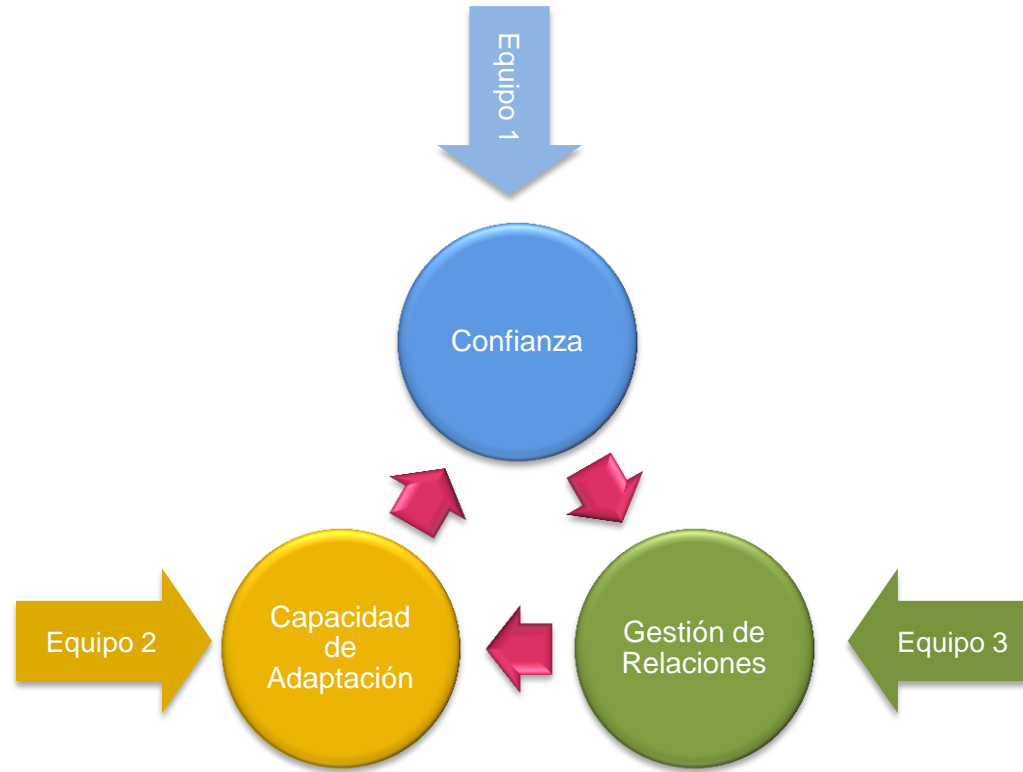 Equipo 1
Confianza
Equipo 2
Capacidad
de
Adaptación
Gestión de
Relaciones
Equipo 3